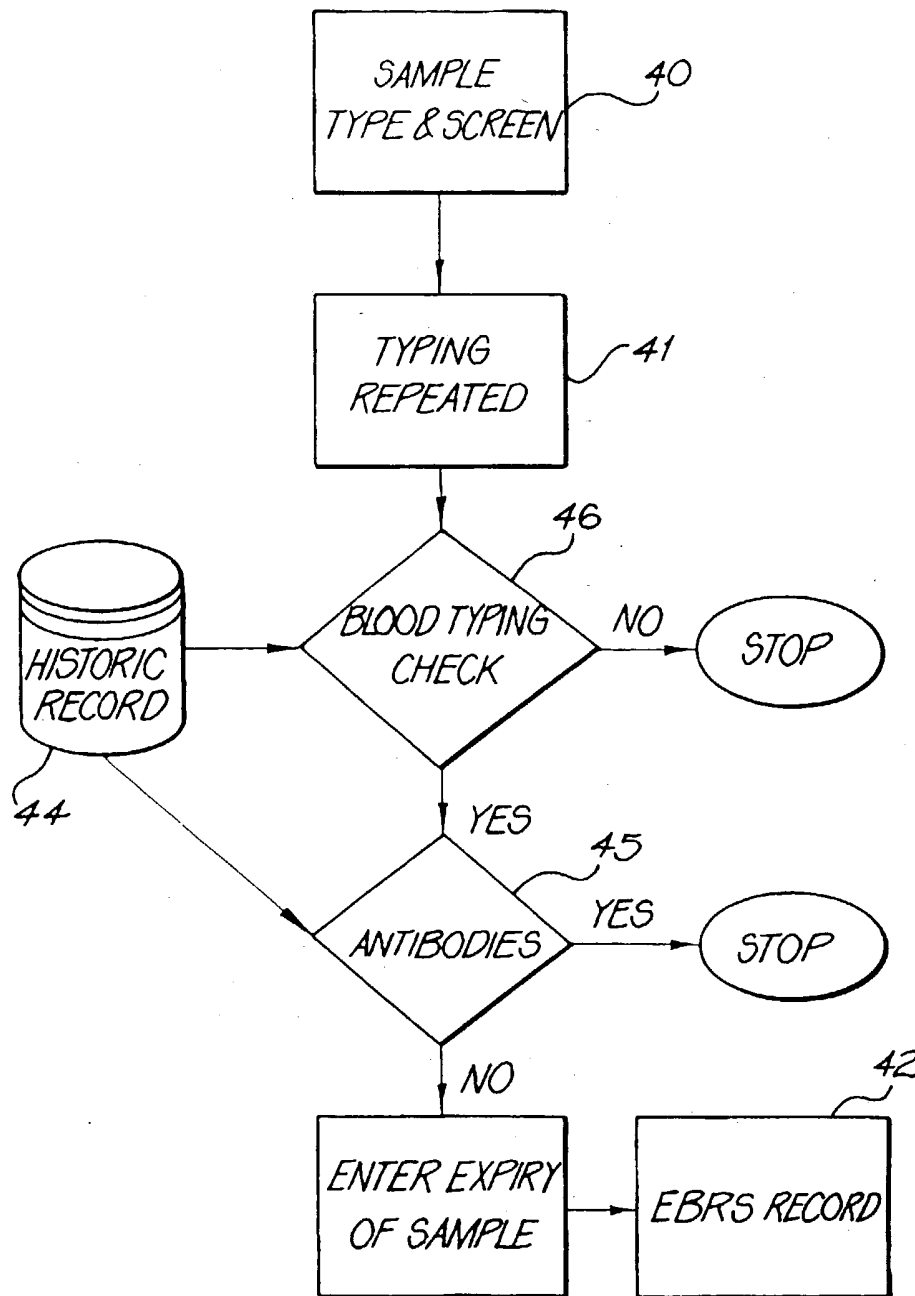 SAMPLE
TYPE & SCREEN
40
TYPING
REPEATED
41
46
BLOOD TYPING
CHECK
NO
STOP
HISTORIC
RECORD
44
YES
45
ANTIBODIES
YES
STOP
NO
42
ENTER EXPIRY
OF SAMPLE
EBRS RECORD